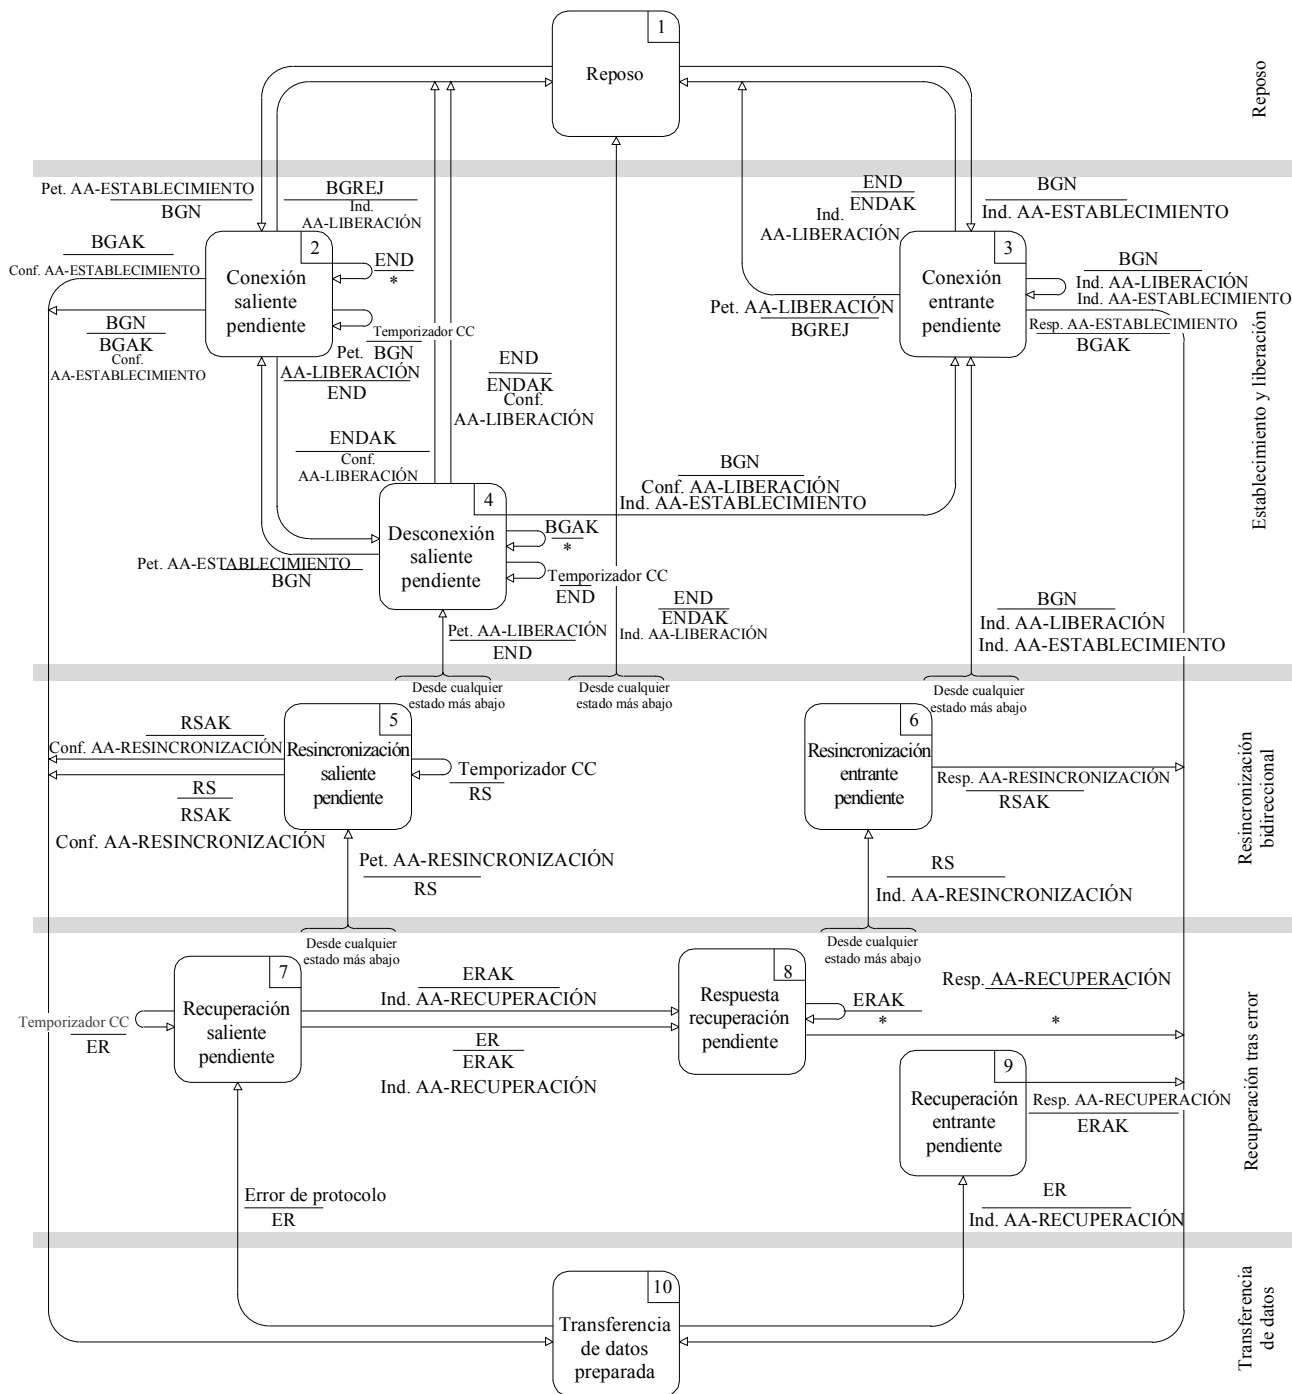 1
Reposo
Reposo
Pet. AA-ESTABLECIMIENTO
BGN
BGREJ
Ind.
AA-LIBERACIÓN
END
ENDAK
Ind.
AA-LIBERACIÓN
BGN
Ind. AA-ESTABLECIMIENTO
BGAK
Conf. AA-ESTABLECIMIENTO
2
Conexión
saliente
pendiente
END
*
BGN
BGAK
Conf.
AA-ESTABLECIMIENTO
Temporizador CC
BGN
Pet.
AA-LIBERACIÓN
END
3
Conexión
entrante
pendiente
BGN
Ind. AA-LIBERACIÓN
Ind. AA-ESTABLECIMIENTO
Pet. AA-LIBERACIÓN
BGREJ
Resp. AA-ESTABLECIMIENTO
BGAK
Establecimiento y liberación
END
ENDAK
Conf.
AA-LIBERACIÓN
ENDAK
Conf.
AA-LIBERACIÓN
BGN
Conf. AA-LIBERACIÓN
Ind. AA-ESTABLECIMIENTO
4
Desconexión
saliente
pendiente
BGAK
*
Temporizador CC
END
Pet. AA-ESTABLECIMIENTO
BGN
Pet. AA-LIBERACIÓN
END
END
ENDAK
Ind. AA-LIBERACIÓN
BGN
Ind. AA-LIBERACIÓN
Ind. AA-ESTABLECIMIENTO
Desde cualquier
estado más abajo
Desde cualquier
estado más abajo
Desde cualquier
estado más abajo
RSAK
Conf. AA-RESINCRONIZACIÓN
RS
RSAK
Conf. AA-RESINCRONIZACIÓN
5
Resincronización
saliente
pendiente
Temporizador CC
RS
6
Resincronización
entrante
pendiente
Resp. AA-RESINCRONIZACIÓN
RSAK
Resincronización
bidireccional
Pet. AA-RESINCRONIZACIÓN
RS
RS
Ind. AA-RESINCRONIZACIÓN
Desde cualquier
estado más abajo
Desde cualquier
estado más abajo
7
Recuperación
saliente
pendiente
Temporizador CC
ER
ERAK
Ind. AA-RECUPERACIÓN
ER
ERAK
Ind. AA-RECUPERACIÓN
8
Respuesta
recuperación
pendiente
ERAK
*
Resp. AA-RECUPERACIÓN
*
9
Recuperación
entrante
pendiente
Resp. AA-RECUPERACIÓN
ERAK
Recuperación tras error
Error de protocolo
ER
ER
Ind. AA-RECUPERACIÓN
10
Transferencia
de datos
preparada
Transferencia
de datos